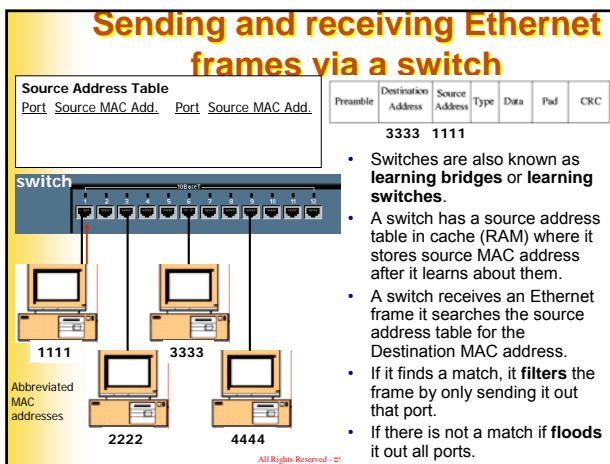 Sending and receiving Ethernet
frames via a switch
Source Address Table
Port Source MAC Add. Port Source MAC Add.
Preamble Destination Address Source Address Type Data Pad CRC
3333 1111
switch
10BaseT
1 2 3 4 5 6 7 8 9 10 11 12
1111
3333
Abbreviated
MAC
addresses
2222
4444
• Switches are also known as
learning bridges or learning
switches.
• A switch has a source address
table in cache (RAM) where it
stores source MAC address
after it learns about them.
• A switch receives an Ethernet
frame it searches the source
address table for the
Destination MAC address.
• If it finds a match, it filters the
frame by only sending it out
that port.
• If there is not a match if floods
it out all ports.
All Rights Reserved -